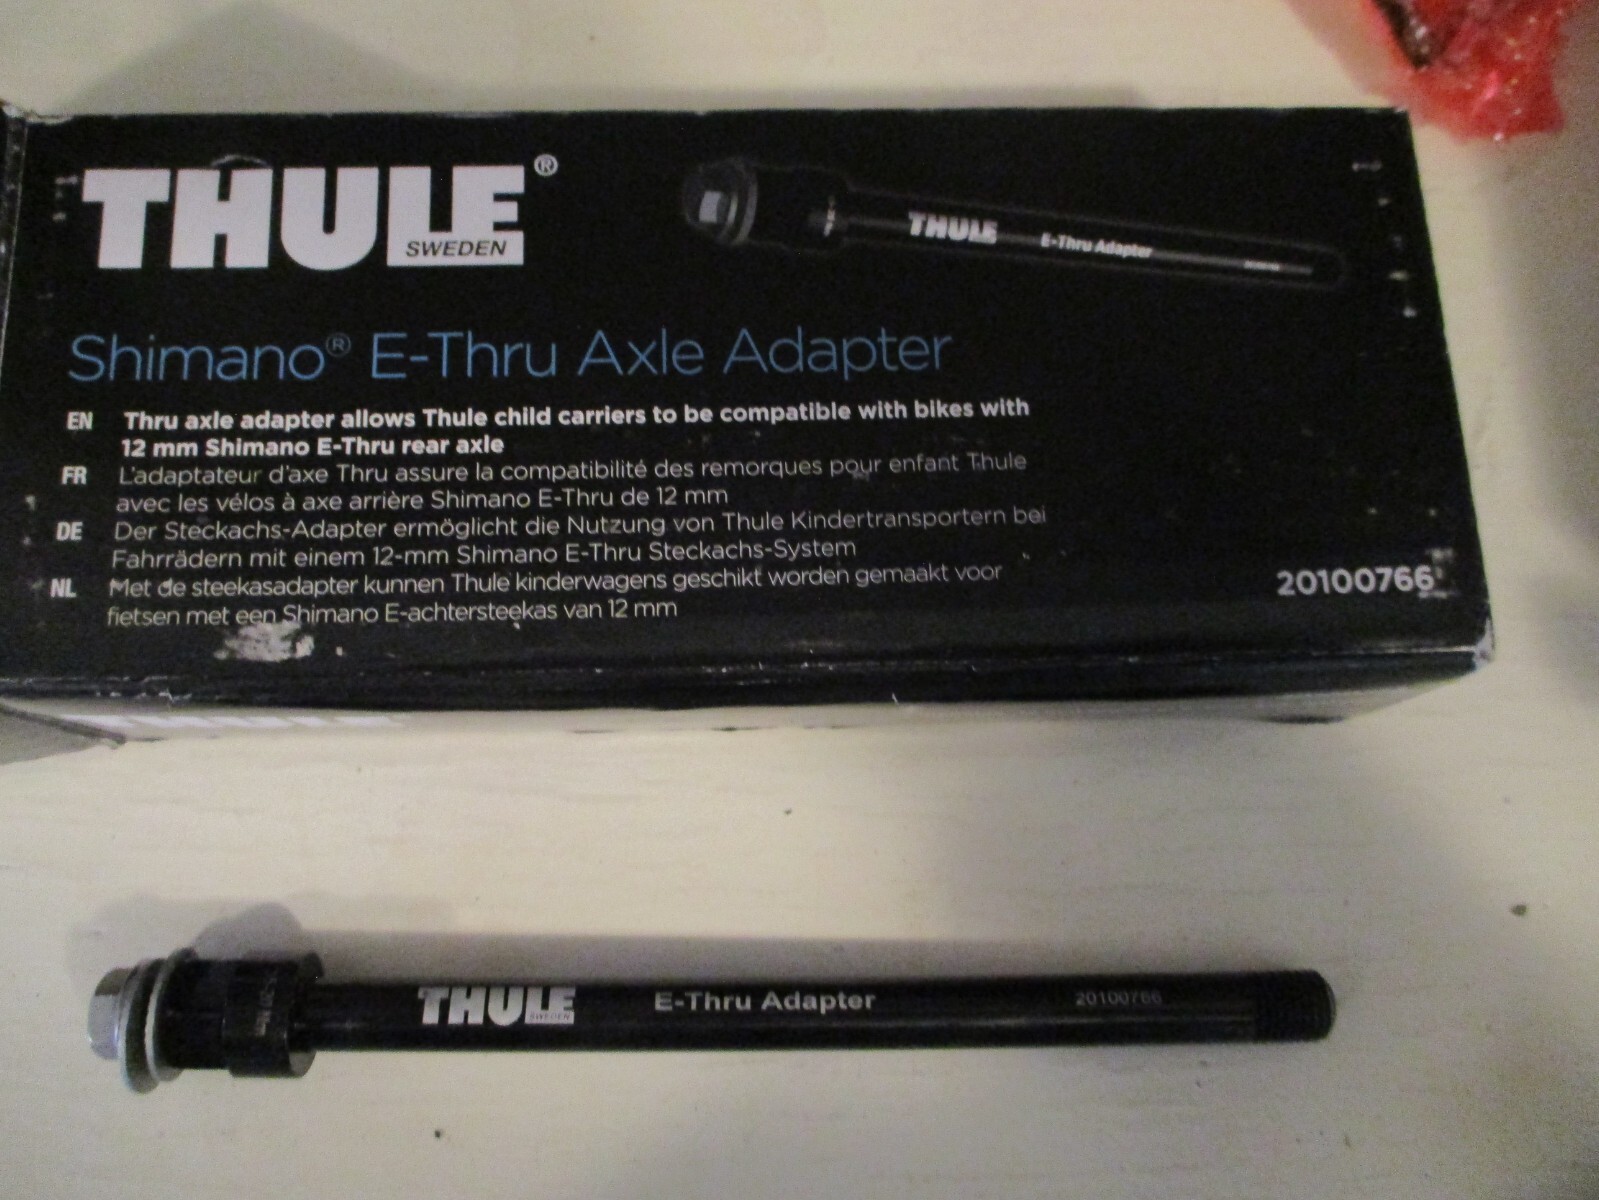 THULE®
SWEDEN
THULE E-Thru Adapter
Shimano® E-Thru Axle Adapter
EN Thru axle adapter allows Thule child carriers to be compatible with bikes with
12 mm Shimano E-Thru rear axle
FR L'adaptateur d'axe Thru assure la compatibilité des remorques pour enfant Thule
avec les vélos à axe arrière Shimano E-Thru de 12 mm
DE Der Steckachs-Adapter ermöglicht die Nutzung von Thule Kindertransportern bei
Fahrrädern mit einem 12-mm Shimano E-Thru Steckachs-System
NL Met de steekasadapter kunnen Thule kinderwagens geschikt worden gemaakt voor
fietsen met een Shimano E-achtersteekas van 12 mm
20100766
THULE
SWEDEN
E-Thru Adapter
20100766